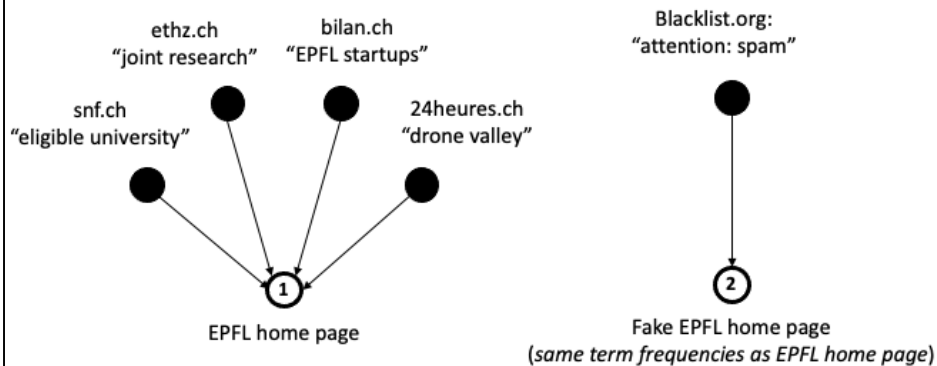 ethz.ch
“joint research”
bilan.ch
“EPFL startups”
snf.ch
“eligible university”
24heures.ch
“drone valley”
1
EPFL home page
Blacklist.org:
“attention: spam”
2
Fake EPFL home page
(same term frequencies as EPFL home page)